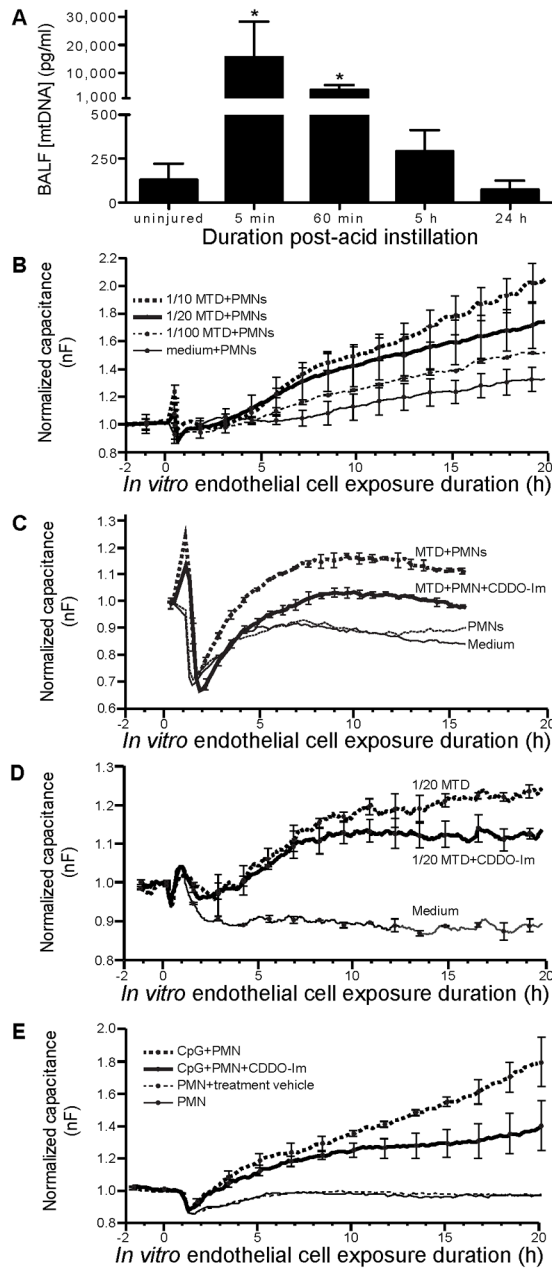 A
BALF [mtDNA] (pg/ml)
30,000
20,000
10,000
1,000
500
250
0
*
*
uninjured 5 min 60 min 5 h 24 h
Duration post-acid instillation
B
Normalized capacitance
(nF)
2.2
2.0
1.8
1.6
1.4
1.2
1.0
0.8
1/10 MTD+PMNs
1/20 MTD+PMNs
1/100 MTD+PMNs
medium+PMNs
-2 0 5 10 15 20
In vitro endothelial cell exposure duration (h)
C
Normalized capacitance
(nF)
1.3
1.2
1.1
1.0
0.9
0.8
0.7
0.6
MTD+PMNs
MTD+PMN+CDDO-Im
PMNs
Medium
-2 0 5 10 15 20
In vitro endothelial cell exposure duration (h)
D
Normalized capacitance
(nF)
1.3
1.2
1.1
1.0
0.9
0.8
1/20 MTD
1/20 MTD+CDDO-Im
Medium
-2 0 5 10 15 20
In vitro endothelial cell exposure duration (h)
E
Normalized capacitance
(nF)
2.0
1.8
1.6
1.4
1.2
1.0
0.8
CpG+PMN
CpG+PMN+CDDO-Im
PMN+treatment vehicle
PMN
-2 0 5 10 15 20
In vitro endothelial cell exposure duration (h)